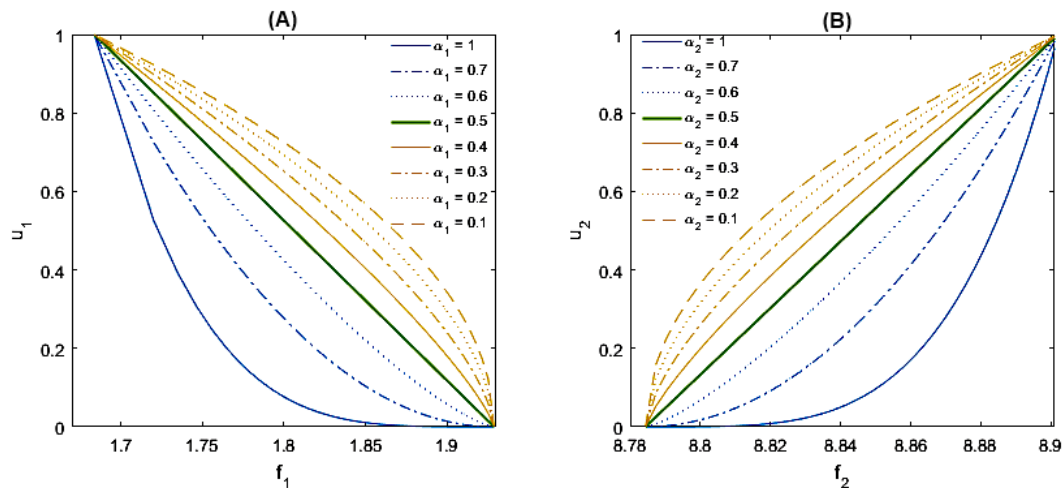 (A)
1
0.8
0.6
0.4
0.2
0
u1
1.7
1.75
1.8
1.85
1.9
f1
α1 = 1
α1 = 0.7
α1 = 0.6
α1 = 0.5
α1 = 0.4
α1 = 0.3
α1 = 0.2
α1 = 0.1
(B)
1
0.8
0.6
0.4
0.2
0
u2
8.78
8.8
8.82
8.84
8.86
8.88
8.9
f2
α2 = 1
α2 = 0.7
α2 = 0.6
α2 = 0.5
α2 = 0.4
α2 = 0.3
α2 = 0.2
α2 = 0.1